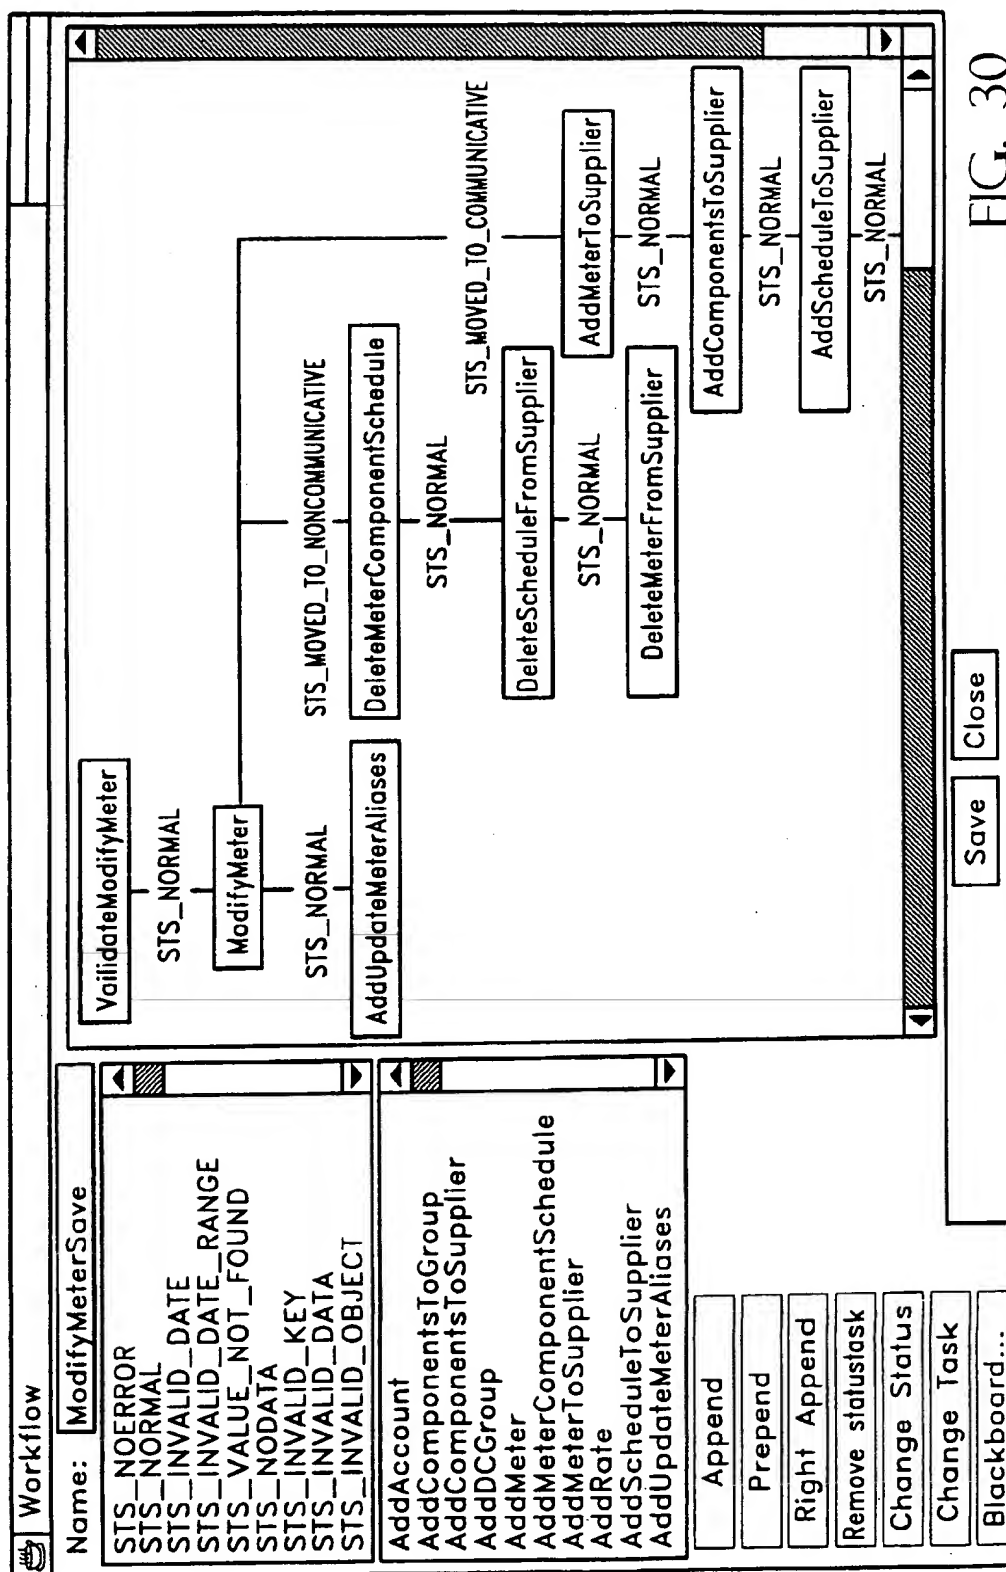 Workflow
Name: ModifyMeterSave
STS_NOERROR
STS_NORMAL
STS_INVALID_DATE
STS_INVALID_DATE_RANGE
STS_VALUE_NOT_FOUND
STS_NODATA
STS_INVALID_KEY
STS_INVALID_DATA
STS_INVALID_OBJECT
AddAccount
AddComponentsToGroup
AddComponentsToSupplier
AddDCGroup
AddMeter
AddMeterComponentSchedule
AddMeterToSupplier
AddRate
AddScheduleToSupplier
AddUpdateMeterAliases
Append
Prepend
Right Append
Remove statustask
Change Status
Change Task
Blackboard...
VailidateModifyMeter
STS_NORMAL
ModifyMeter
STS_NORMAL
AddUpdateMeterAliases
STS_MOVED_TO_NONCOMMUNICATIVE
DeleteMeterComponentSchedule
STS_NORMAL
DeleteScheduleFromSupplier
STS_NORMAL
DeleteMeterFromSupplier
STS_MOVED_TO_COMMUNICATIVE
AddMeterToSupplier
STS_NORMAL
AddComponentsToSupplier
STS_NORMAL
AddScheduleToSupplier
STS_NORMAL
Save
Close
FIG. 30